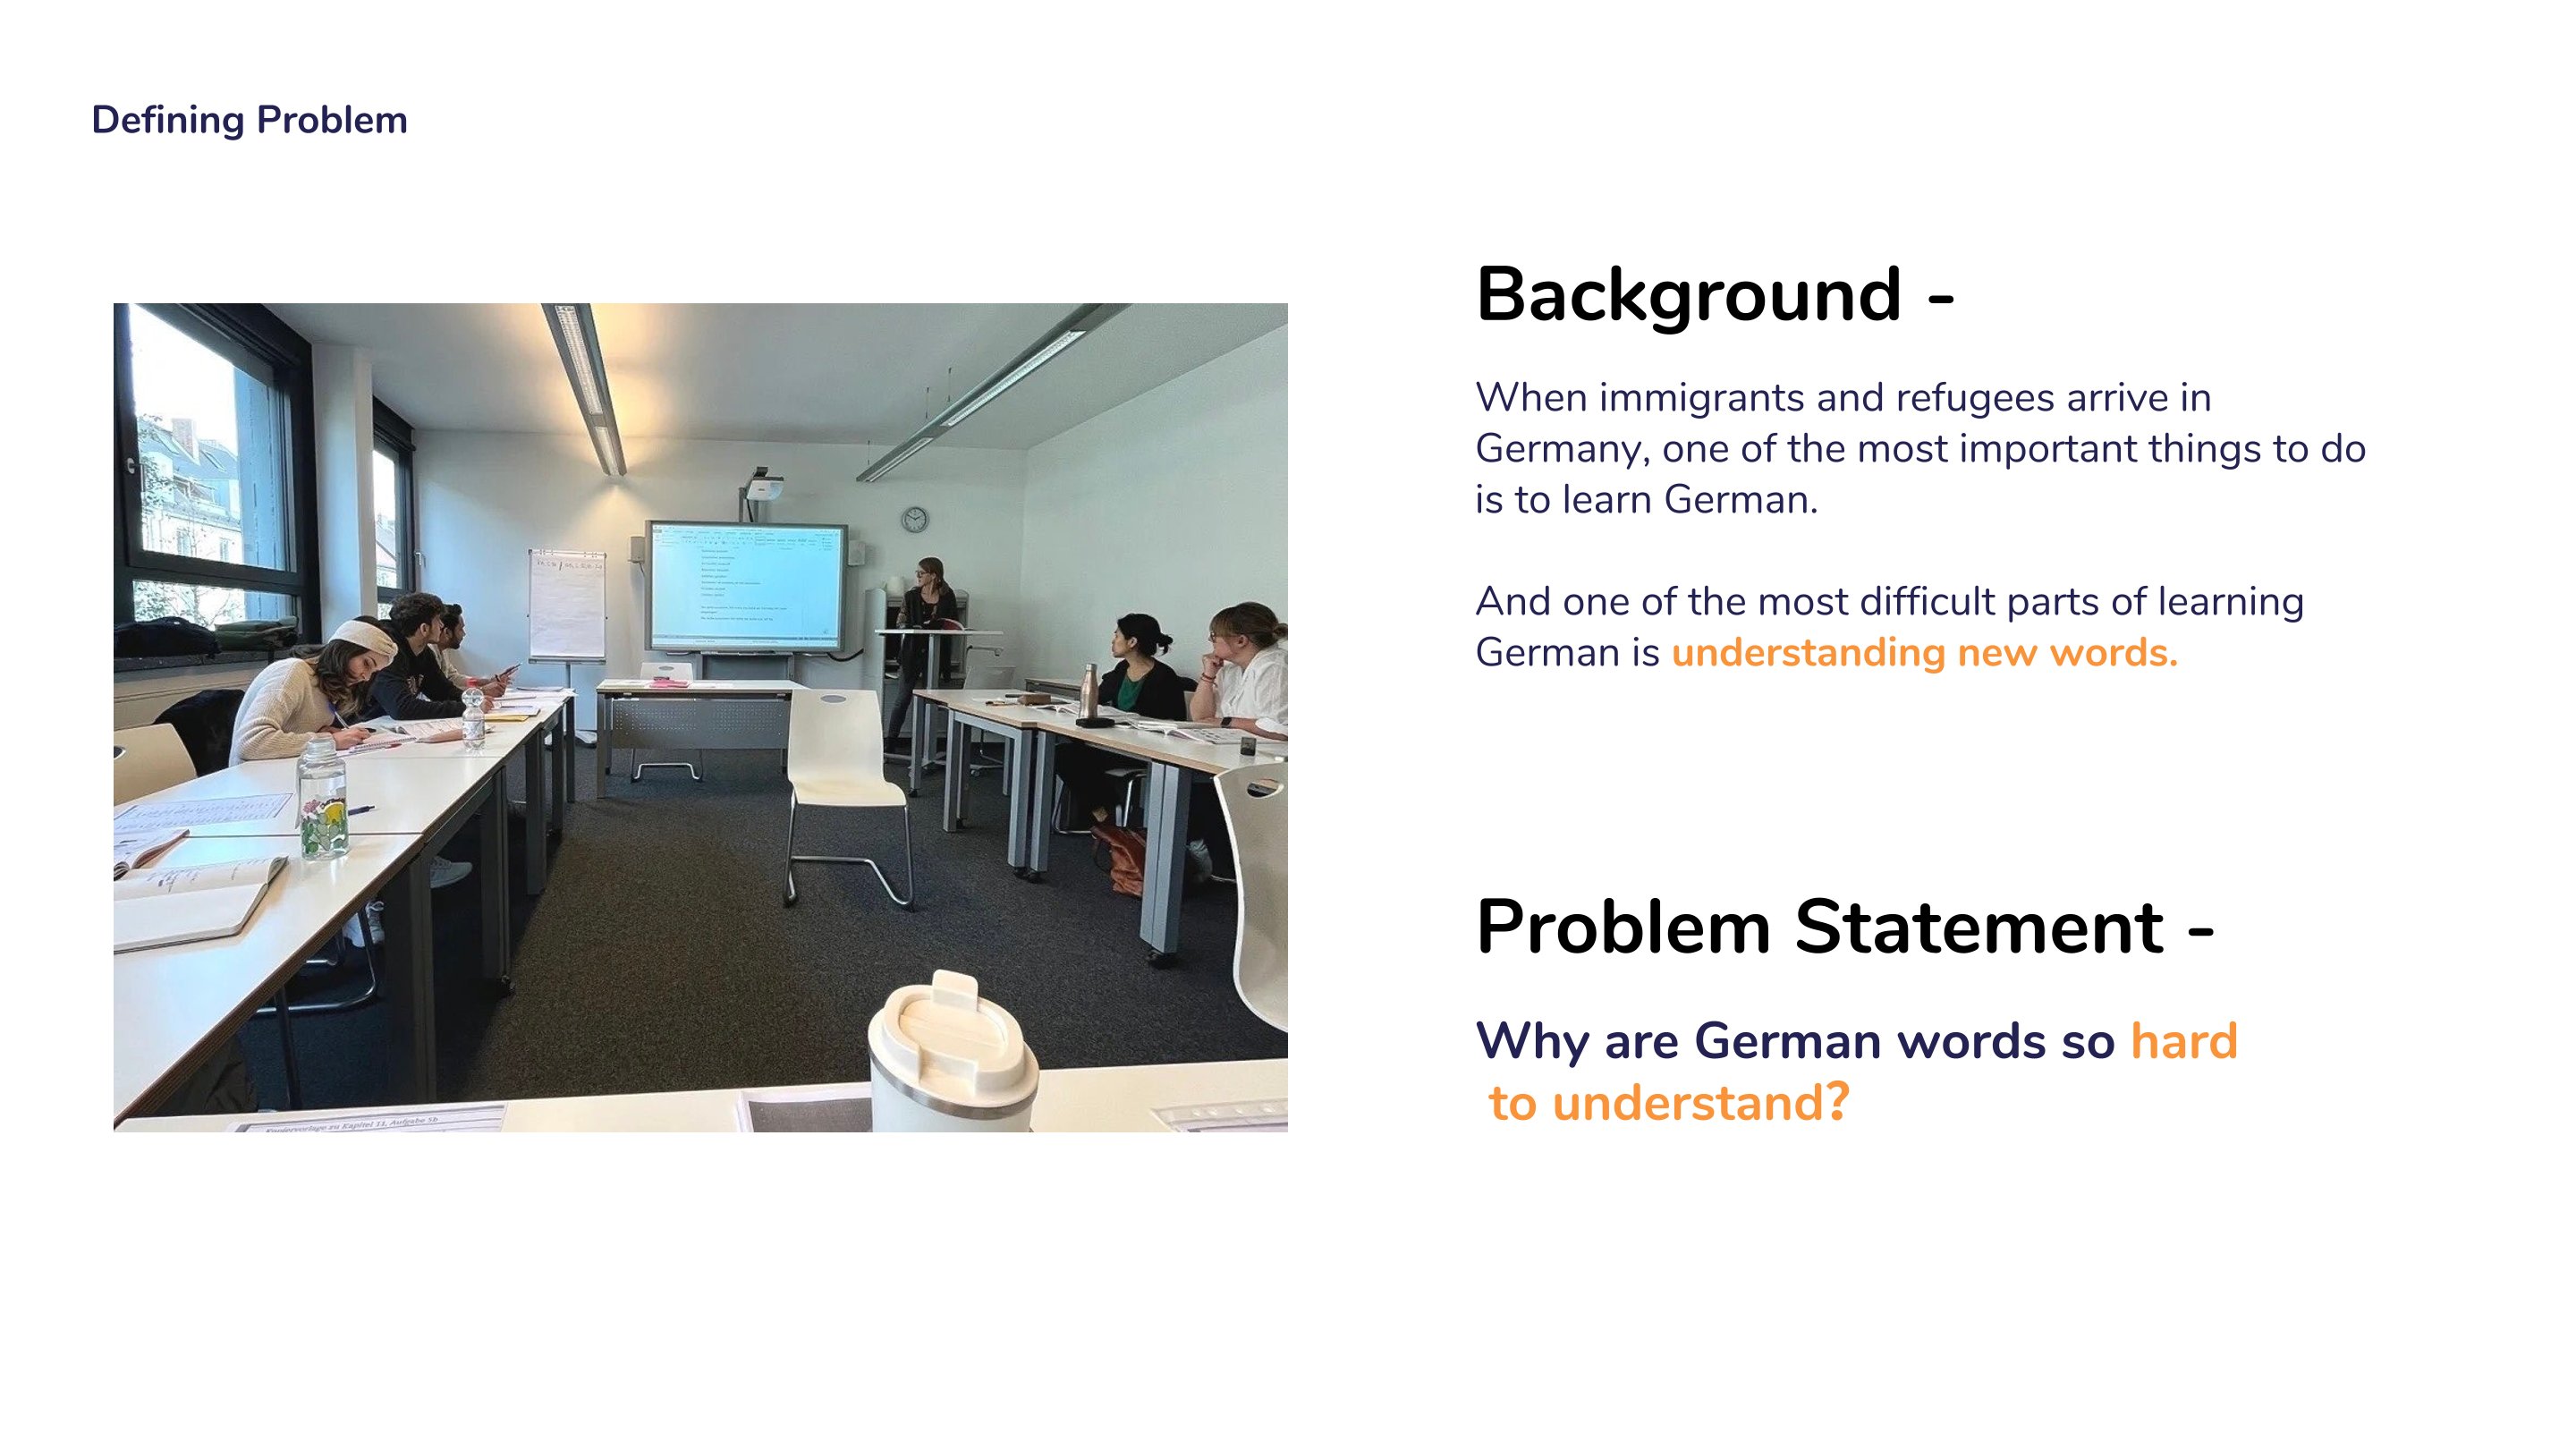 Defining Problem
Background -
When immigrants and refugees arrive in
Germany, one of the most important things to do
is to learn German.
And one of the most difficult parts of learning
German is understanding new words.
Problem Statement -
Why are German words so hard
to understand?
Kopiervorlage zu Kapitel 11, Aufgabe 5b